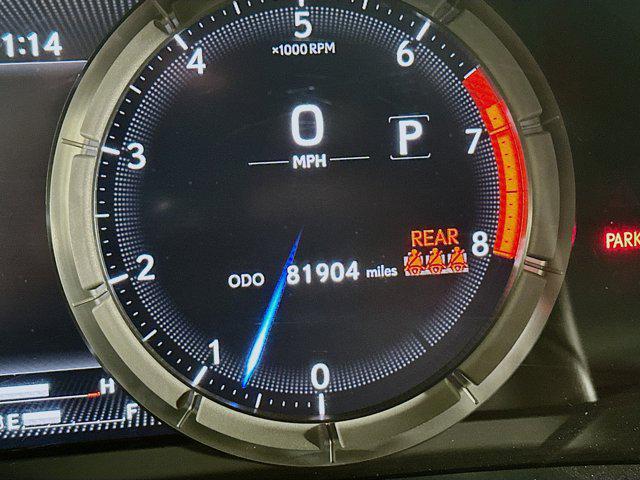 1:14
5
×1000 RPM
4
6
0
P
MPH
3
7
REAR
8
2
ODO 81904 miles
PARK
1
0
H
E
F